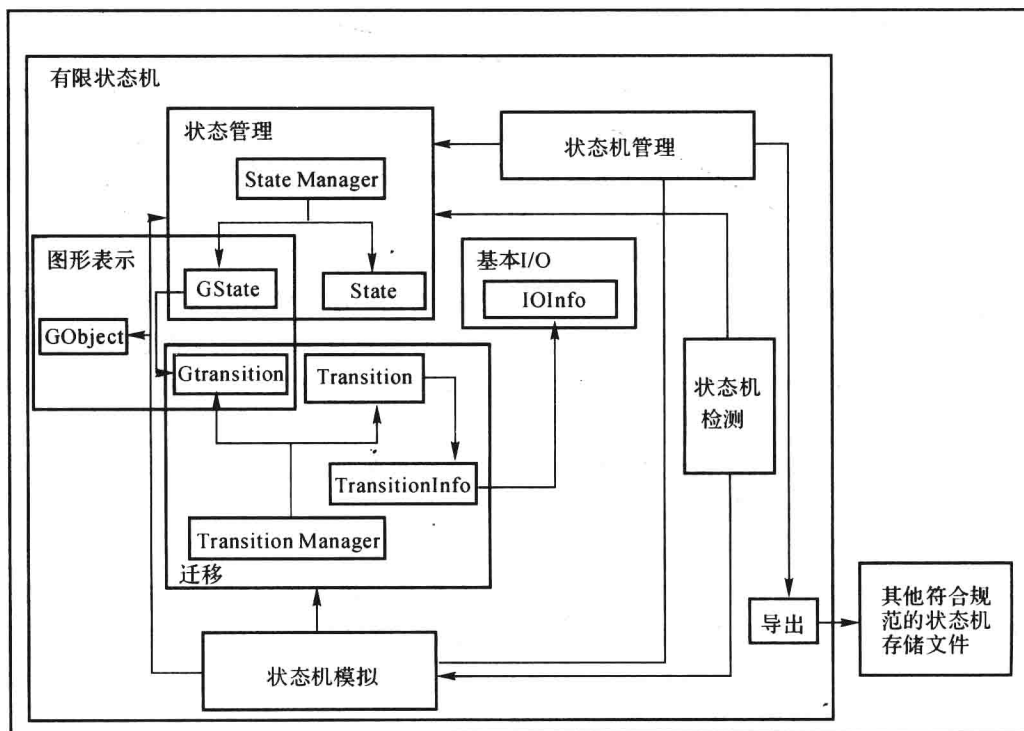 有限状态机
状态管理
状态机管理
State Manager
图形表示
基本I/O
GState
State
IOInfo
GObject
Gtransition
Transition
状态机
检测
TransitionInfo
Transition Manager
迁移
导出
其他符合规
范的状态机
存储文件
状态机模拟